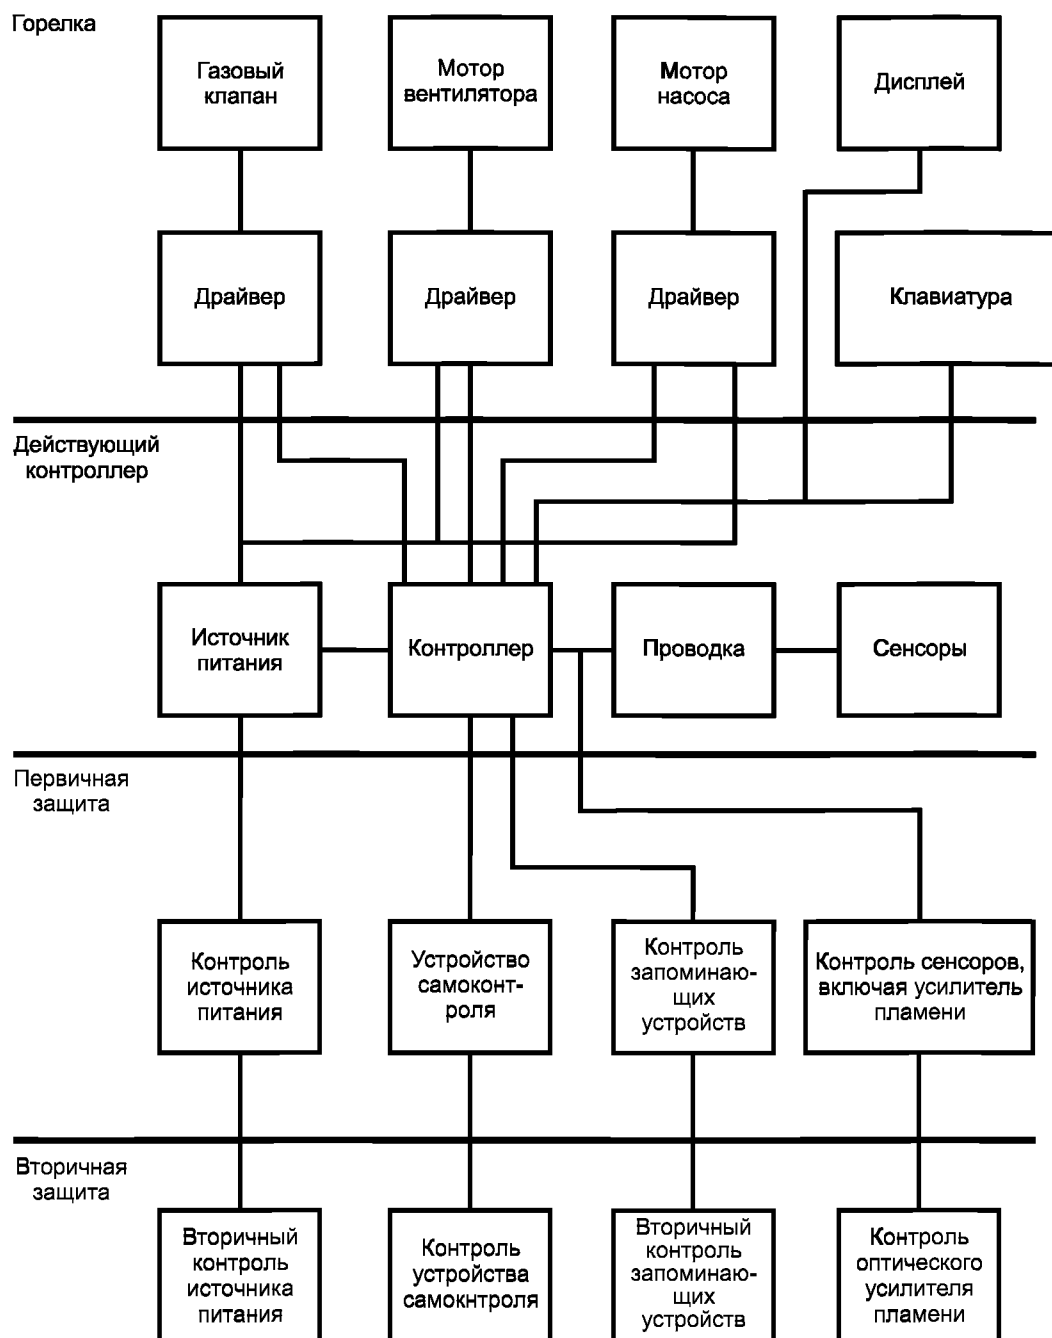 Горелка
Газовый
клапан
Мотор
вентилятора
Мотор
насоса
Дисплей
Драйвер
Драйвер
Драйвер
Клавиатура
Действующий
контроллер
Источник
питания
Контроллер
Проводка
Сенсоры
Первичная
защита
Контроль
источника
питания
Устройство
самоконт-
роля
Контроль
запоминаю-
щих
устройств
Контроль сенсоров,
включая усилитель
пламени
Вторичная
защита
Вторичный
контроль
источника
питания
Контроль
устройства
самокнтроля
Вторичный
контроль
запоминаю-
щих
устройств
Контроль
оптического
усилителя
пламени